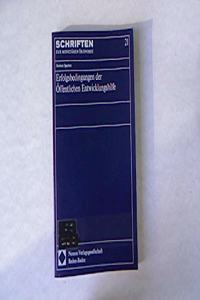 SCHRIFTEN
ZUR MONETÄREN ÖKONOMIE
21
Erfolgsbedingungen der
Öffentlichen Entwicklungshilfe
Nomos Verlagsgesellschaft
Baden-Baden